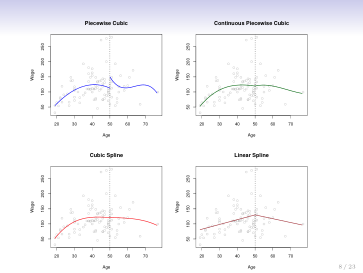 Piecewise Cubic
Continuous Piecewise Cubic
Wage
50 100 150 200 250
20 30 40 50 60 70
Age
Wage
50 100 150 200 250
20 30 40 50 60 70
Age
Cubic Spline
Linear Spline
Wage
50 100 150 200 250
20 30 40 50 60 70
Age
Wage
50 100 150 200 250
20 30 40 50 60 70
Age
/ 23